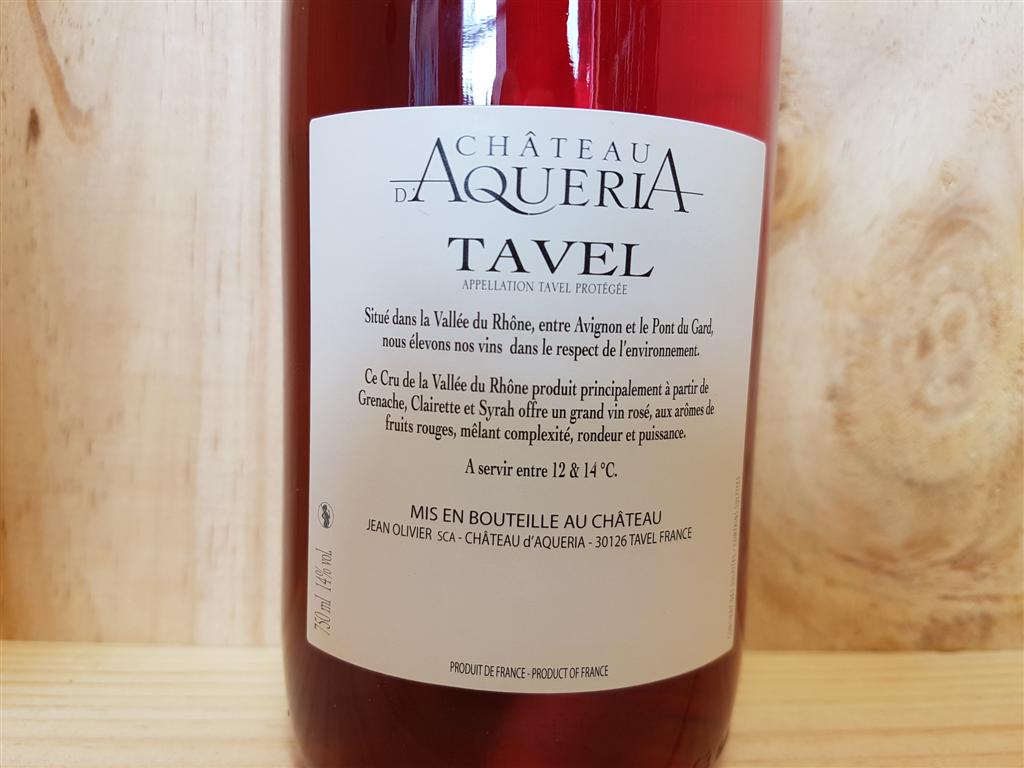 CHÂTEAU
D'AQUERIA
TAVEL
APPELLATION TAVEL PROTÉGÉE
Situé dans la Vallée du Rhône, entre Avignon et le Pont du Gard,
nous élevons nos vins dans le respect de l'environnement.
Ce Cru de la Vallée du Rhône produit principalement à partir de
Grenache, Clairette et Syrah offre un grand vin rosé, aux arômes de
fruits rouges, mêlant complexité, rondeur et puissance.
A servir entre 12 & 14 °C.
MIS EN BOUTEILLE AU CHÂTEAU
JEAN OLIVIER SCA - CHÂTEAU d'AQUERIA - 30126 TAVEL FRANCE
750 ml 14% vol.
PRODUIT DE FRANCE - PRODUCT OF FRANCE